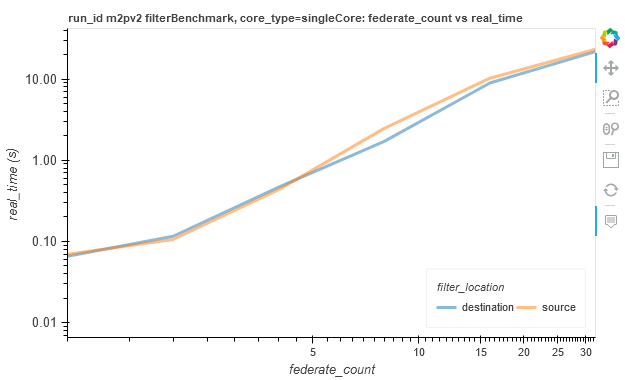 run_id m2pv2 filterBenchmark, core_type=singleCore: federate_count vs real_time
10.00
1.00
0.10
0.01
real_time (s)
filter_location
destination source
5 10 15 20 25 30
federate_count